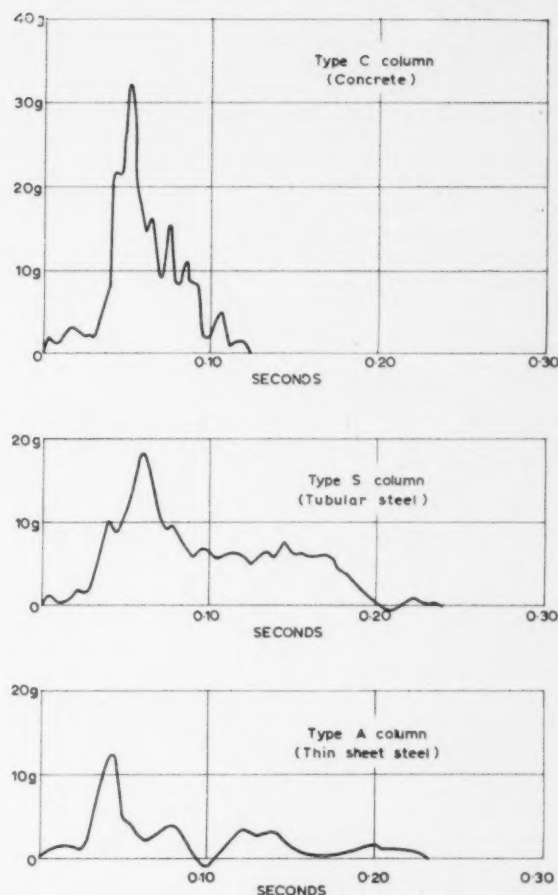 40g
Type C column
(Concrete)
30g
20g
10g
0
0·10
0·20
0·30
SECONDS
20g
Type S column
(Tubular steel)
10g
0
0·10
0·20
0·30
SECONDS
20g
Type A column
(Thin sheet steel)
10g
0
0·10
0·20
0·30
SECONDS